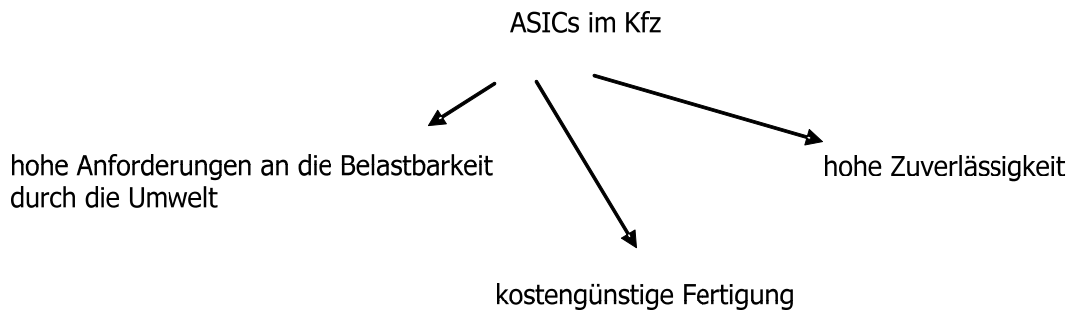 ASICs im Kfz
hohe Anforderungen an die Belastbarkeit
durch die Umwelt
hohe Zuverlässigkeit
kostengünstige Fertigung